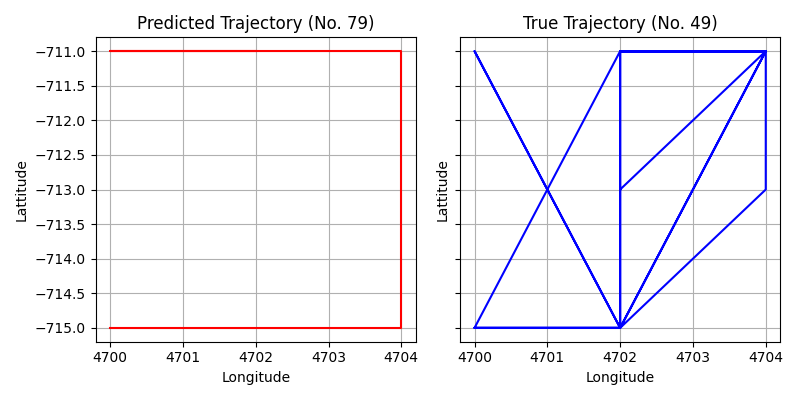 Predicted Trajectory (No. 79)
True Trajectory (No. 49)
−711.0
−711.5
−712.0
−712.5
−713.0
−713.5
−714.0
−714.5
−715.0
Lattitude
Lattitude
4700 4701 4702 4703 4704
4700 4701 4702 4703 4704
Longitude
Longitude